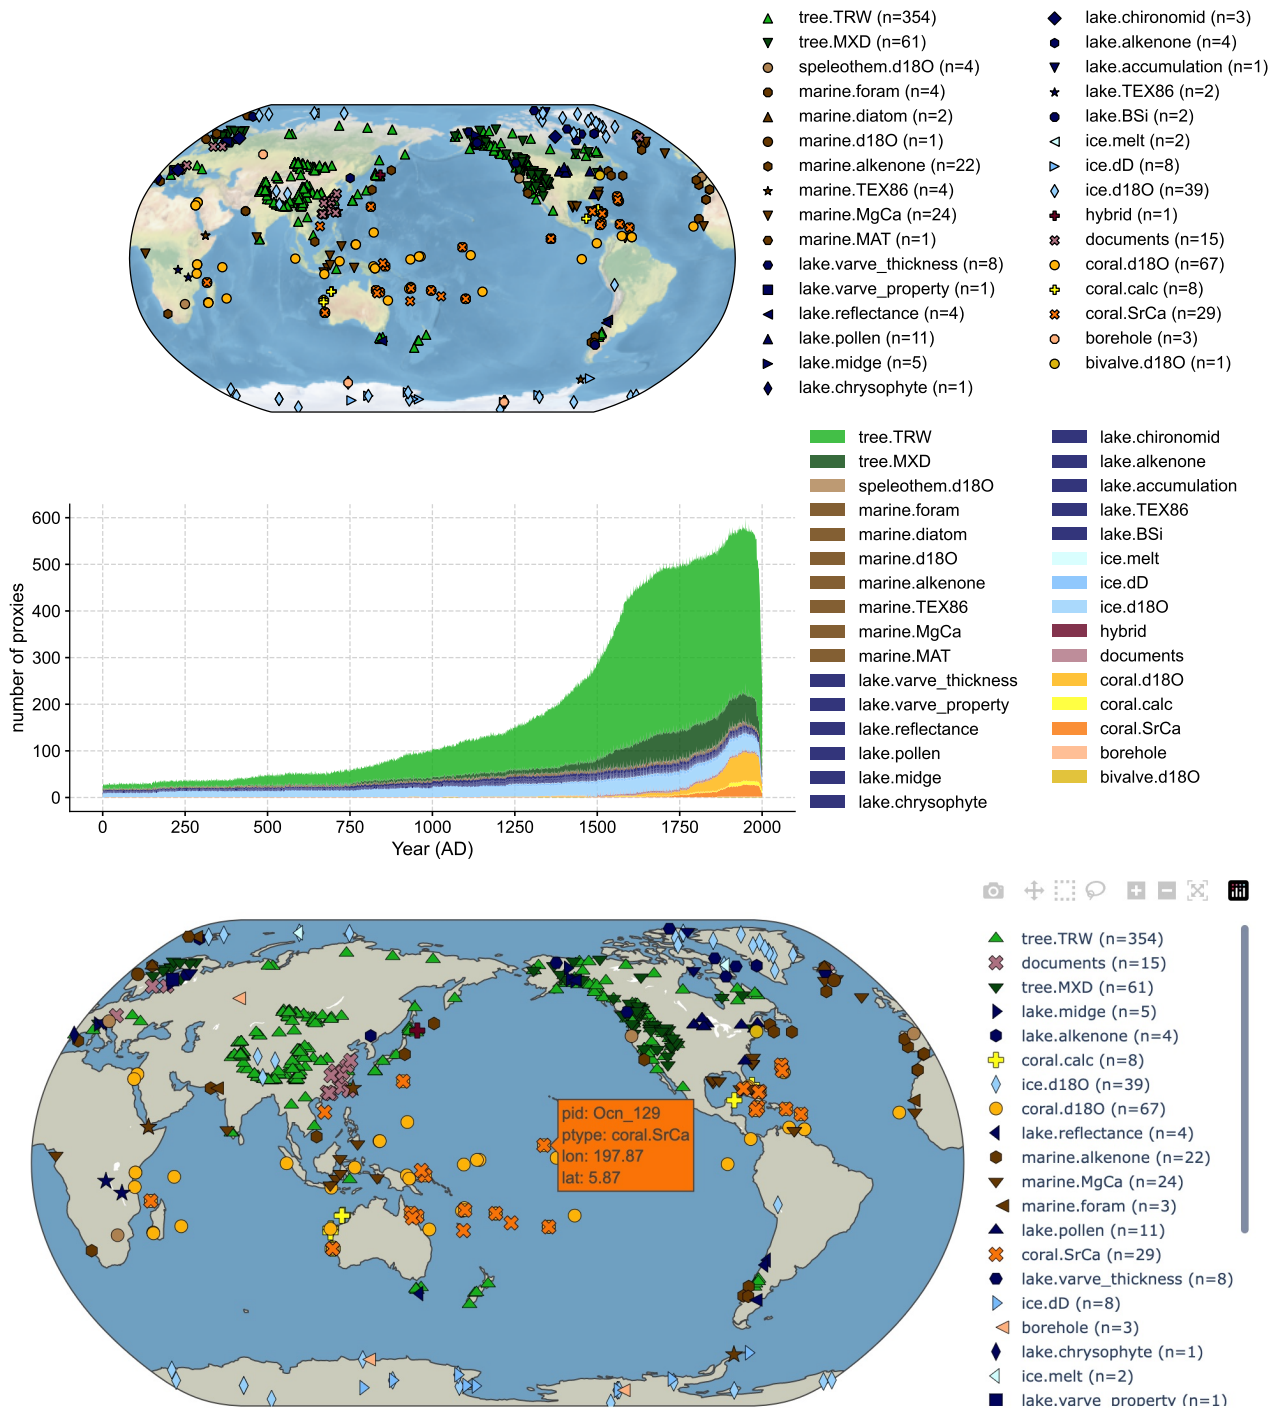 tree.TRW (n=354)
tree.MXD (n=61)
speleothem.d18O (n=4)
marine.foram (n=4)
marine.diatom (n=2)
marine.d18O (n=1)
marine.alkenone (n=22)
marine.TEX86 (n=4)
marine.MgCa (n=24)
marine.MAT (n=1)
lake.varve_thickness (n=8)
lake.varve_property (n=1)
lake.reflectance (n=4)
lake.pollen (n=11)
lake.midge (n=5)
lake.chrysophyte (n=1)
lake.chironomid (n=3)
lake.alkenone (n=4)
lake.accumulation (n=1)
lake.TEX86 (n=2)
lake.BSi (n=2)
ice.melt (n=2)
ice.dD (n=8)
ice.d18O (n=39)
hybrid (n=1)
documents (n=15)
coral.d18O (n=67)
coral.calc (n=8)
coral.SrCa (n=29)
borehole (n=3)
bivalve.d18O (n=1)
number of proxies
600
500
400
300
200
100
0
0
250
500
750
1000
1250
1500
1750
2000
Year (AD)
tree.TRW
tree.MXD
speleothem.d18O
marine.foram
marine.diatom
marine.d18O
marine.alkenone
marine.TEX86
marine.MgCa
marine.MAT
lake.varve_thickness
lake.varve_property
lake.reflectance
lake.pollen
lake.midge
lake.chrysophyte
lake.chironomid
lake.alkenone
lake.accumulation
lake.TEX86
lake.BSi
ice.melt
ice.dD
ice.d18O
hybrid
documents
coral.d18O
coral.calc
coral.SrCa
borehole
bivalve.d18O
pid: Ocn_129
ptype: coral.SrCa
lon: 197.87
lat: 5.87
tree.TRW (n=354)
documents (n=15)
tree.MXD (n=61)
lake.midge (n=5)
lake.alkenone (n=4)
coral.calc (n=8)
ice.d18O (n=39)
coral.d18O (n=67)
lake.reflectance (n=4)
marine.alkenone (n=22)
marine.MgCa (n=24)
marine.foram (n=3)
lake.pollen (n=11)
coral.SrCa (n=29)
lake.varve_thickness (n=8)
ice.dD (n=8)
borehole (n=3)
lake.chrysophyte (n=1)
ice.melt (n=2)
lake.varve_property (n=1)